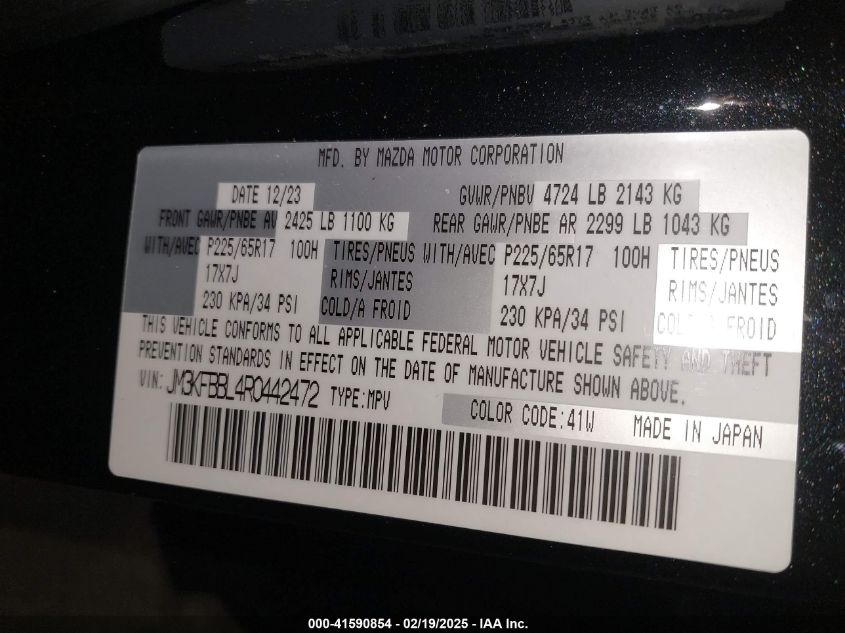 MFD. BY MAZDA MOTOR CORPORATION
DATE 12/23 GVWR/PNBV 4724 LB 2143 KG
FRONT GAWR/PNBE AV 2425 LB 1100 KG REAR GAWR/PNBE AR 2299 LB 1043 KG
WITH/AVEC P225/65R17 100H TIRES/PNEUS WITH/AVEC P225/65R17 100H TIRES/PNEUS
17X7J RIMS/JANTES 17X7J RIMS/JANTES
230 KPA/34 PSI COLD/A FROID 230 KPA/34 PSI COLD/A FROID
THIS VEHICLE CONFORMS TO ALL APPLICABLE FEDERAL MOTOR VEHICLE SAFETY AND THEFT
PREVENTION STANDARDS IN EFFECT ON THE DATE OF MANUFACTURE SHOWN ABOVE.
VIN: JM3KFBBL4R0442472 TYPE:MPV COLOR CODE:41W MADE IN JAPAN
000-41590854 - 02/19/2025 - IAA Inc.